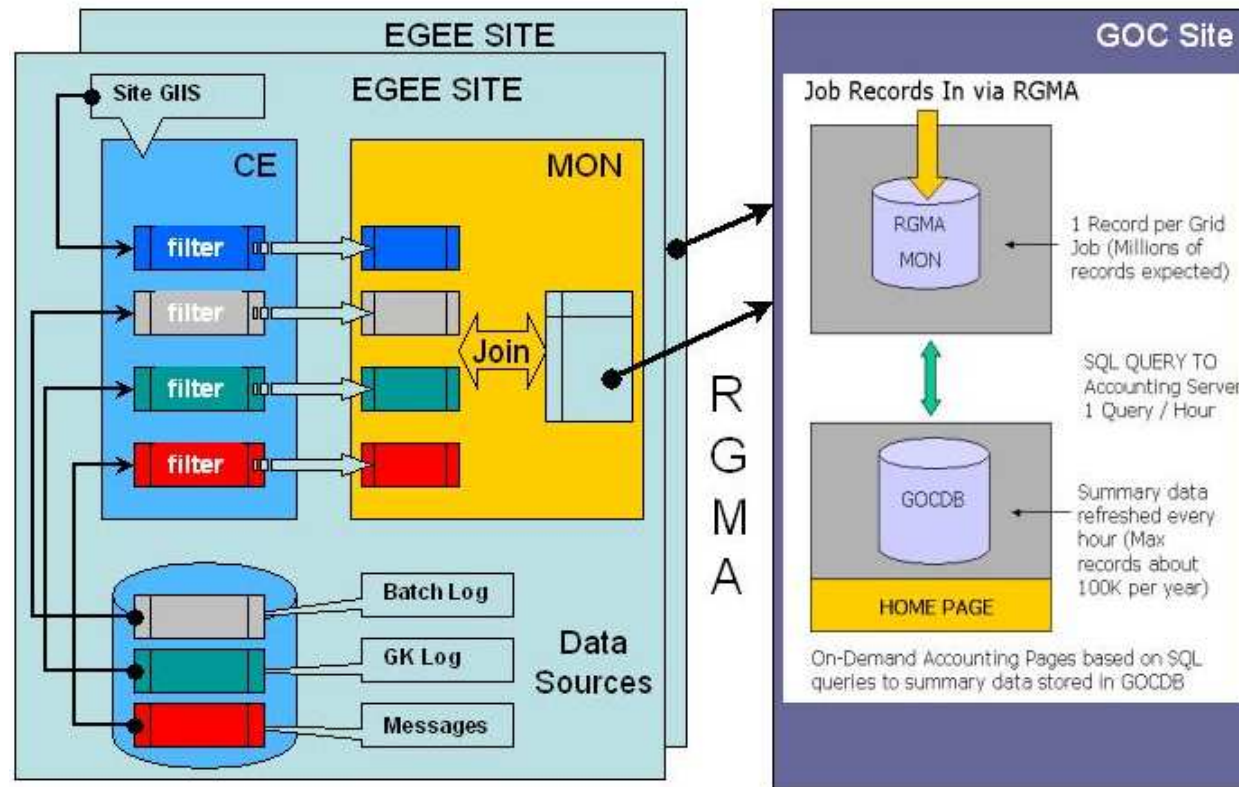 EGEE SITE
EGEE SITE
Site GIIS
CE
MON
filter
filter
filter
filter
Join
Batch Log
GK Log
Messages
Data
Sources
R
G
M
A
GOC Site
Job Records In via RGMA
RGMA
MON
1 Record per Grid
Job (Millions of
records expected)
SQL QUERY TO
Accounting Server
1 Query / Hour
GOCDB
Summary data
refreshed every
hour (Max
records about
100K per year)
HOME PAGE
On-Demand Accounting Pages based on SQL
queries to summary data stored in GOCDB